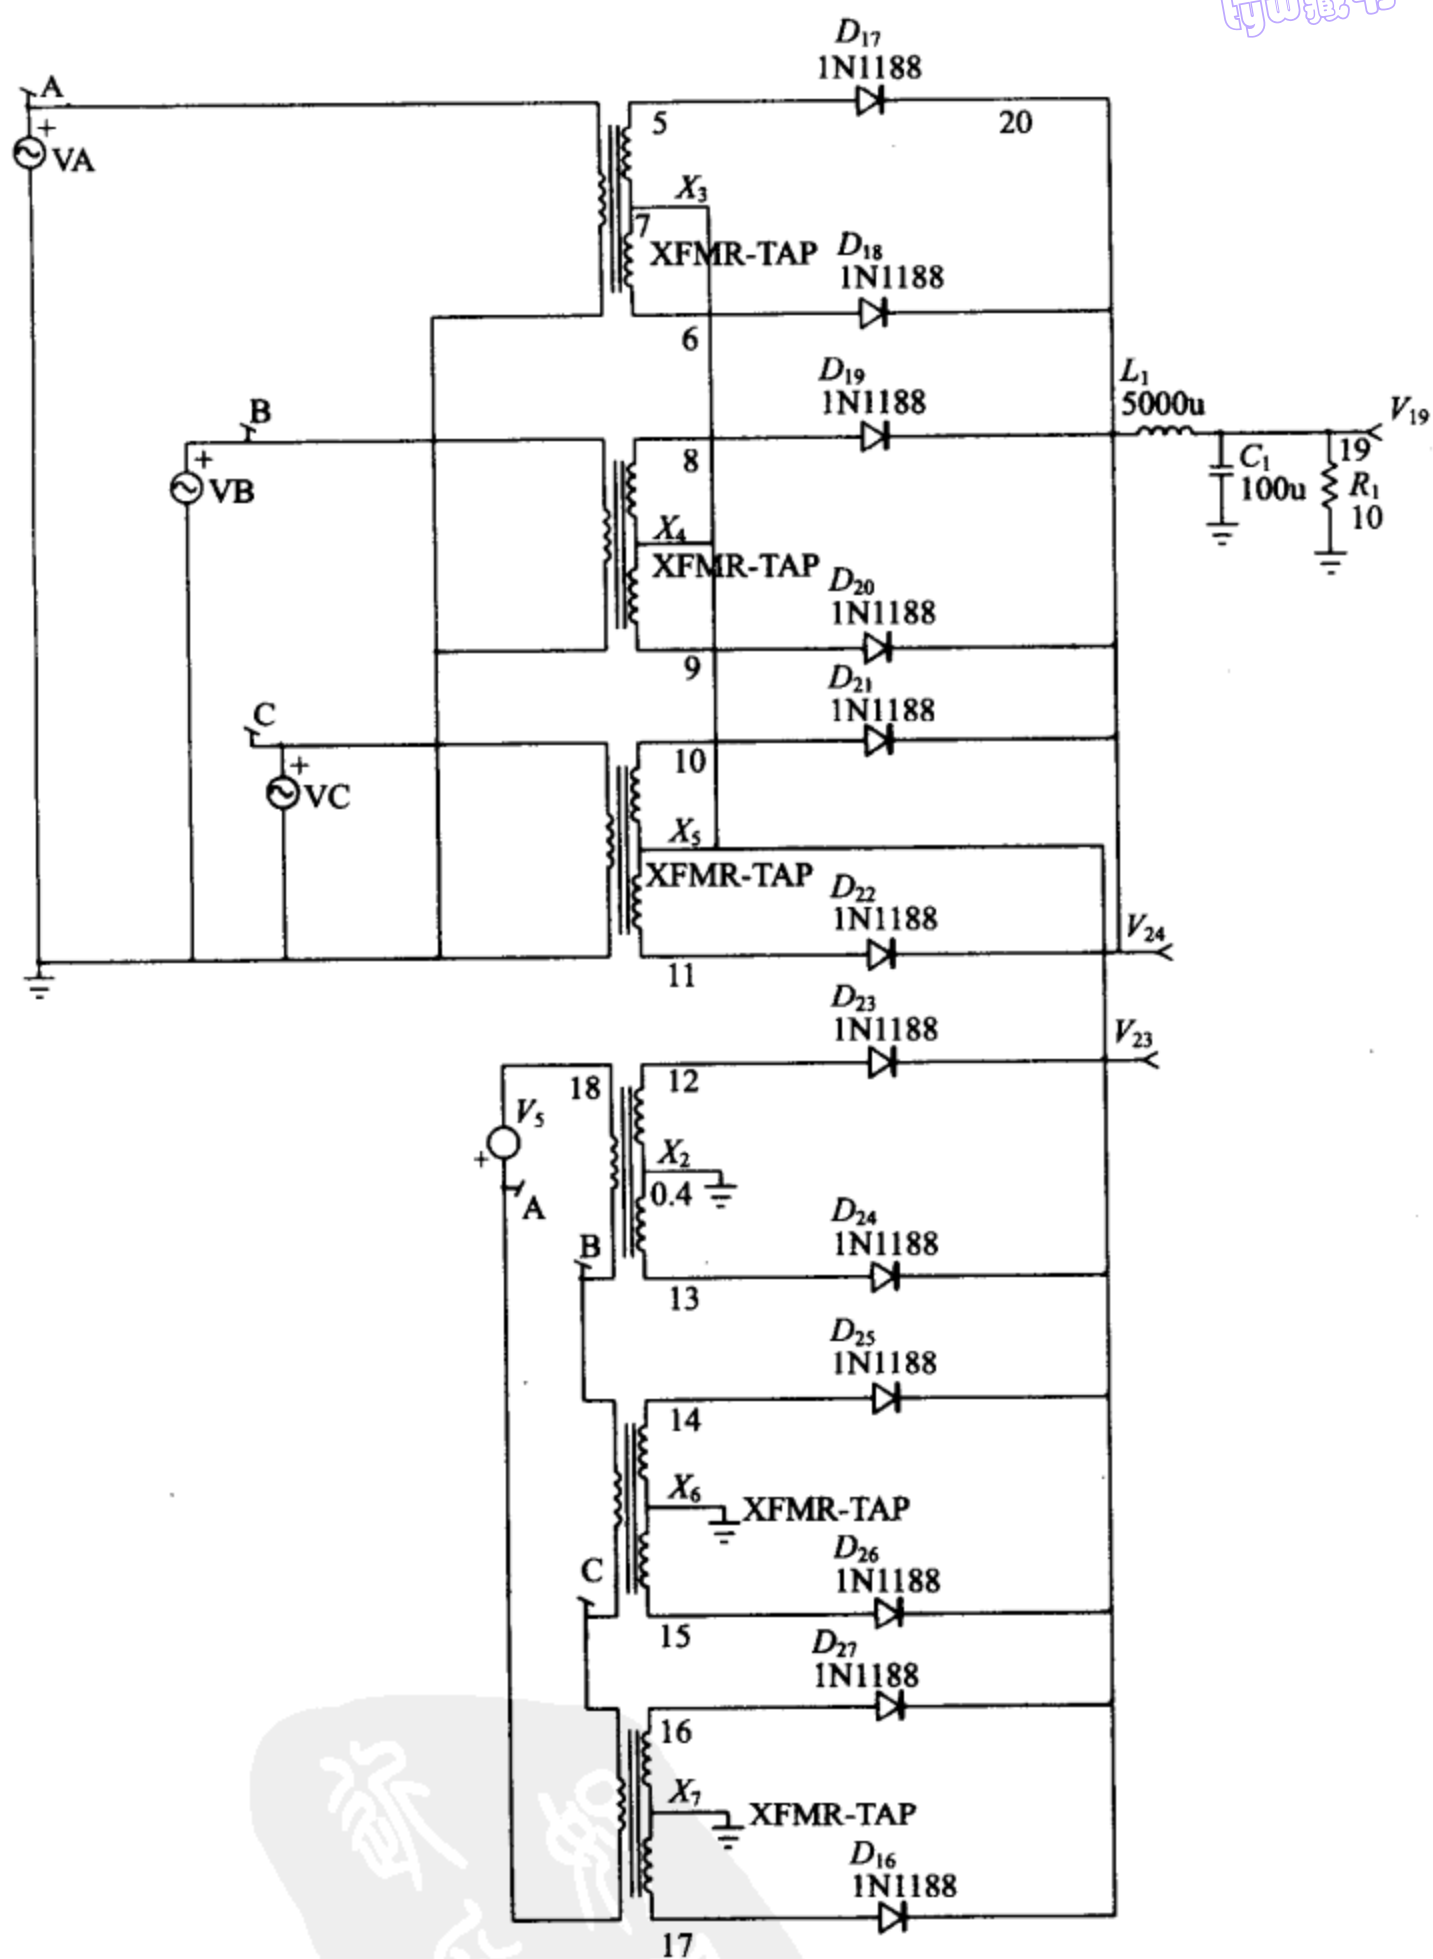 D₁₇
1N1188
A
+
VA
5
20
X₃
7
XFMR-TAP
D₁₈
1N1188
6
D₁₉
1N1188
L₁
5000u
V₁₉
B
+
VB
8
19
C₁
100u
R₁
10
X₄
XFMR-TAP
D₂₀
1N1188
9
D₂₁
1N1188
C
+
VC
10
X₅
XFMR-TAP
D₂₂
1N1188
V₂₄
11
D₂₃
1N1188
V₂₃
18
12
V₅
+
X₂
0.4
A
D₂₄
1N1188
B
13
D₂₅
1N1188
14
X₆
XFMR-TAP
D₂₆
1N1188
C
15
D₂₇
1N1188
16
X₇
XFMR-TAP
D₁₆
1N1188
17